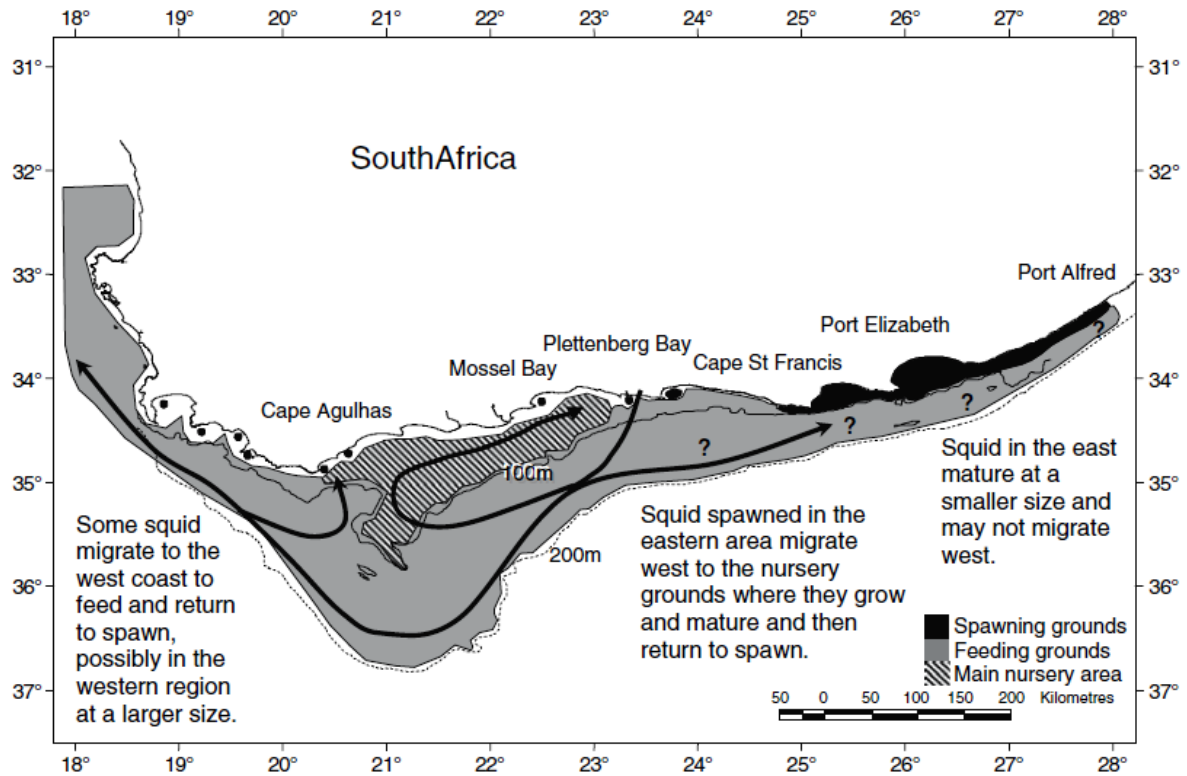 18° 19° 20° 21° 22° 23° 24° 25° 26° 27° 28°
31° 31°
SouthAfrica
32° 32°
33° 33°
Port Alfred
Port Elizabeth
Plettenberg Bay
Mossel Bay
Cape St Francis
34° 34°
Cape Agulhas
?
?
?
?
100m
35° 35°
200m
36° 36°
37° 37°
Some squid
migrate to the
west coast to
feed and return
to spawn,
possibly in the
western region
at a larger size.
Squid spawned in the
eastern area migrate
west to the nursery
grounds where they grow
and mature and then
return to spawn.
Squid in the east
mature at a
smaller size and
may not migrate
west.
Spawning grounds
Feeding grounds
Main nursery area
50 0 50 100 150 200 Kilometres
18° 19° 20° 21° 22° 23° 24° 25° 26° 27° 28°